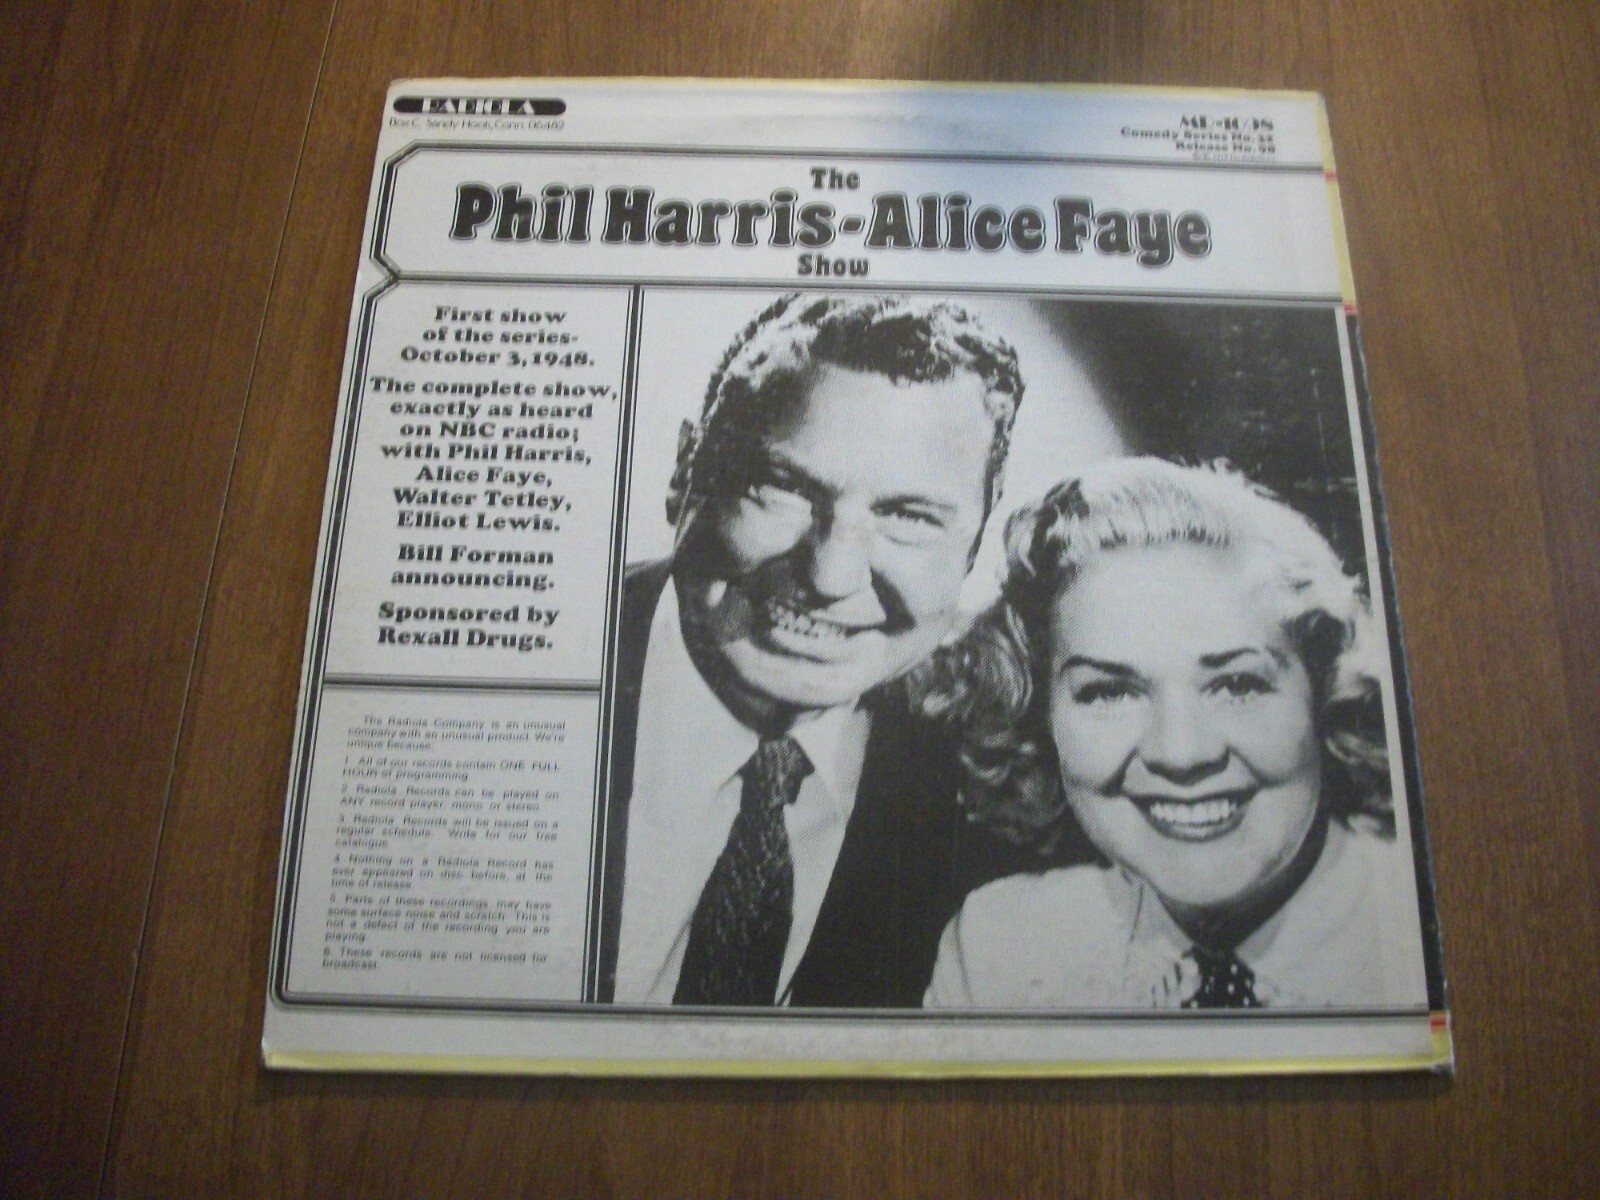 RADIOLA
Box C, Sandy Hook, Conn. 06482
Comedy Series No.
Release No.
The
Phil Harris-Alice Faye
Show
First show
of the series-
October 3, 1948.
The complete show,
exactly as heard
on NBC radio;
with Phil Harris,
Alice Faye,
Walter Tetley,
Elliot Lewis.
Bill Forman
announcing.
Sponsored by
Rexall Drugs.
The Radiola Company is an unusual
company with an unusual product. We're
unique because:
1. All of our records contain ONE FULL
HOUR of programming
2. Radiola Records can be played on
ANY record player, mono or stereo.
3. Radiola Records will be issued on a
regular schedule. Write for our free
catalogue.
4. Nothing on a Radiola Record has
ever appeared on disc before, at the
time of release.
5. Parts of these recordings may have
some surface noise and scratch. This is
not a defect of the recording you are
playing.
6. These records are not licensed for
broadcast.